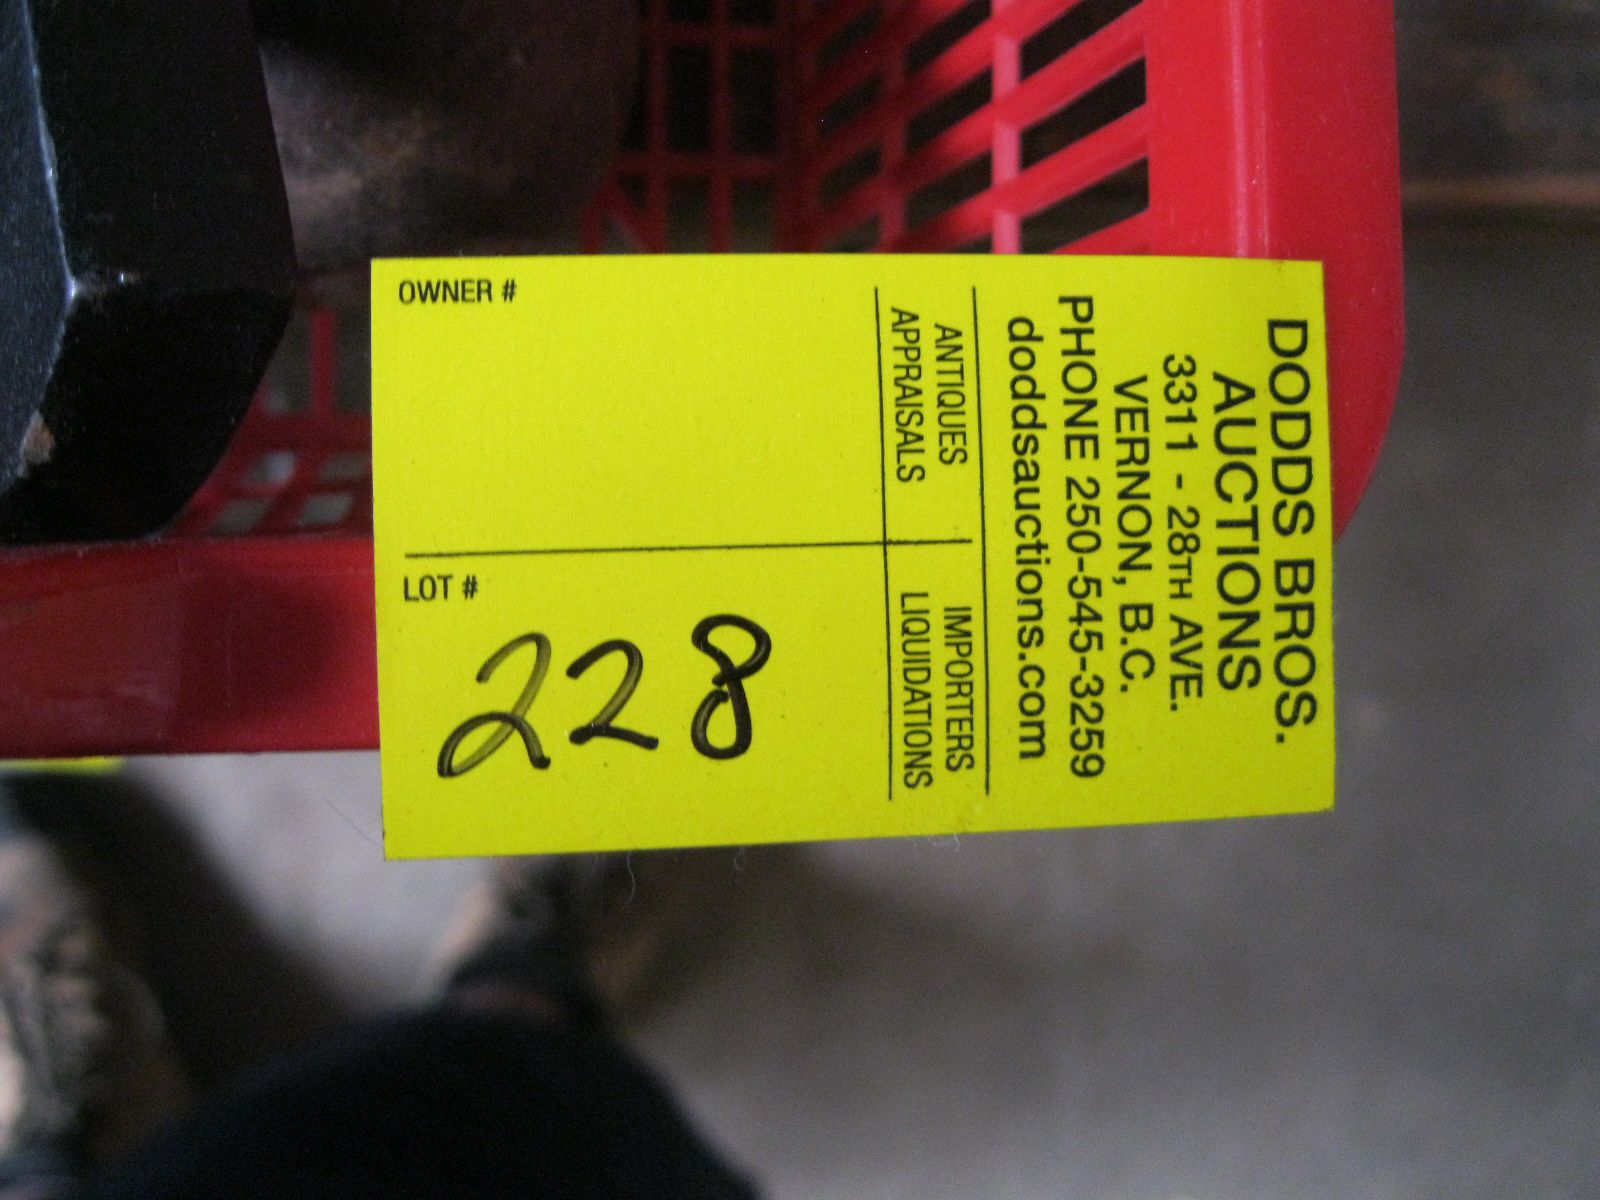 DODDS BROS.
AUCTIONS
3311 - 28TH AVE.
VERNON, B.C.
PHONE 250-545-3259
doddsauctions.com
ANTIQUES
APPRAISALS
IMPORTERS
LIQUIDATIONS
OWNER #
LOT #
228